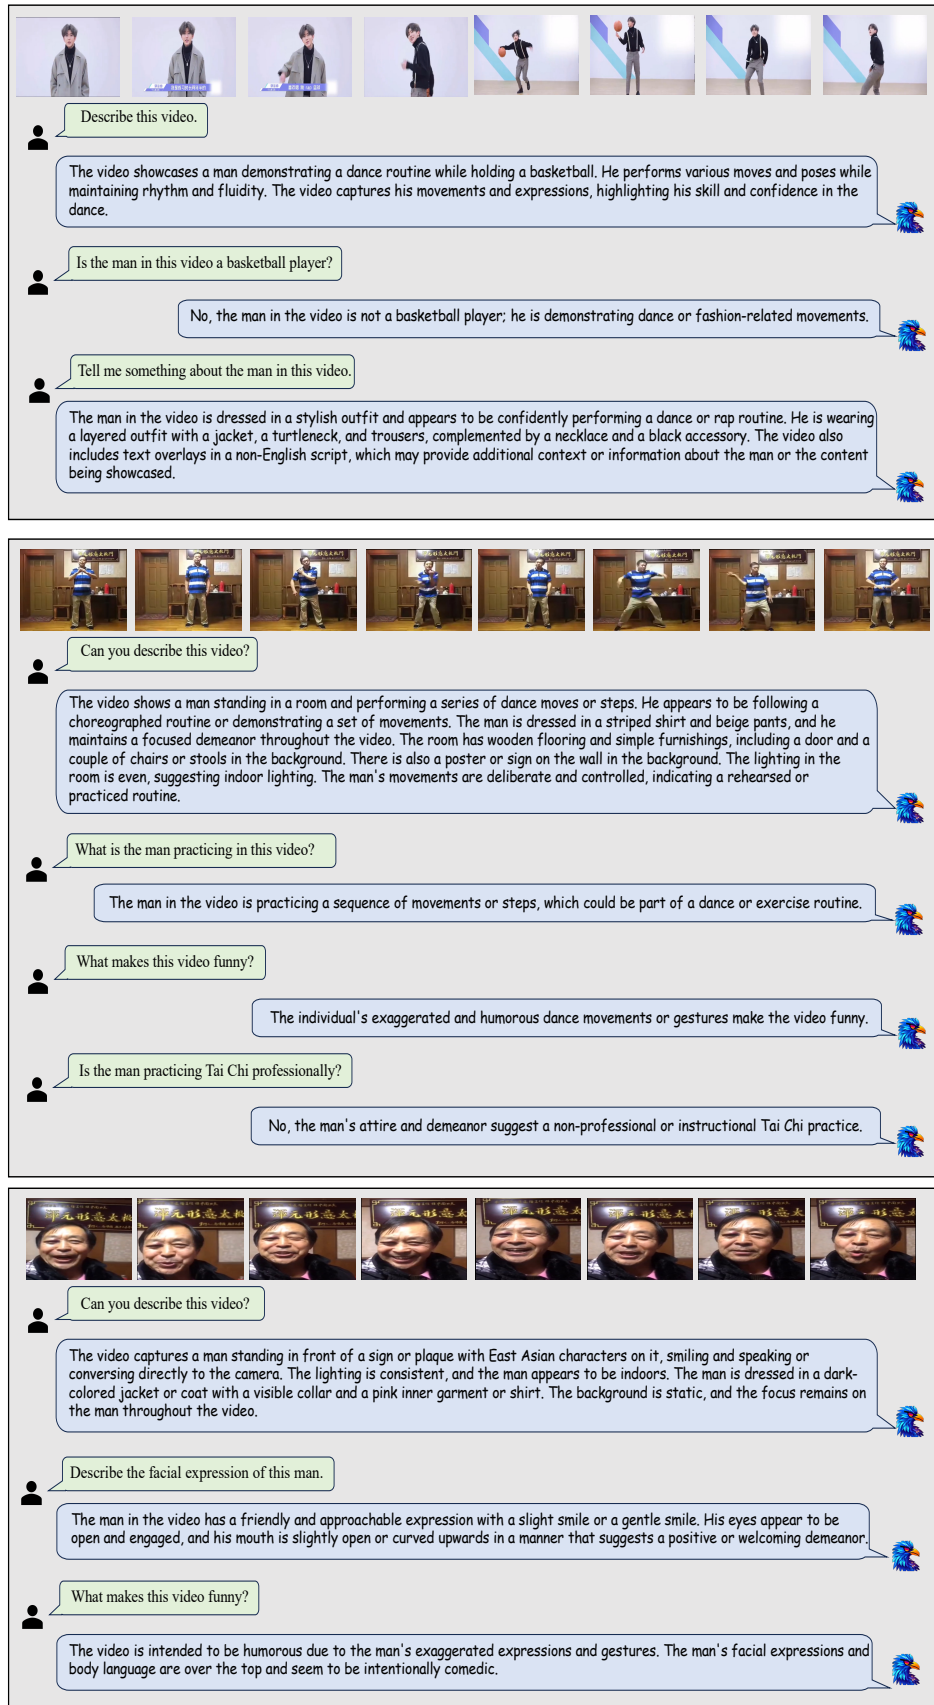 Describe this video.
The video showcases a man demonstrating a dance routine while holding a basketball. He performs various moves and poses while
maintaining rhythm and fluidity. The video captures his movements and expressions, highlighting his skill and confidence in the
dance.
Is the man in this video a basketball player?
No, the man in the video is not a basketball player; he is demonstrating dance or fashion-related movements.
Tell me something about the man in this video.
The man in the video is dressed in a stylish outfit and appears to be confidently performing a dance or rap routine. He is wearing
a layered outfit with a jacket, a turtleneck, and trousers, complemented by a necklace and a black accessory. The video also
includes text overlays in a non-English script, which may provide additional context or information about the man or the content
being showcased.
Can you describe this video?
The video shows a man standing in a room and performing a series of dance moves or steps. He appears to be following a
choreographed routine or demonstrating a set of movements. The man is dressed in a striped shirt and beige pants, and he
maintains a focused demeanor throughout the video. The room has wooden flooring and simple furnishings, including a door and a
couple of chairs or stools in the background. There is also a poster or sign on the wall in the background. The lighting in the
room is even, suggesting indoor lighting. The man's movements are deliberate and controlled, indicating a rehearsed or
practiced routine.
What is the man practicing in this video?
The man in the video is practicing a sequence of movements or steps, which could be part of a dance or exercise routine.
What makes this video funny?
The individual's exaggerated and humorous dance movements or gestures make the video funny.
Is the man practicing Tai Chi professionally?
No, the man's attire and demeanor suggest a non-professional or instructional Tai Chi practice.
Can you describe this video?
The video captures a man standing in front of a sign or plaque with East Asian characters on it, smiling and speaking or
conversing directly to the camera. The lighting is consistent, and the man appears to be indoors. The man is dressed in a dark-
colored jacket or coat with a visible collar and a pink inner garment or shirt. The background is static, and the focus remains on
the man throughout the video.
Describe the facial expression of this man.
The man in the video has a friendly and approachable expression with a slight smile or a gentle smile. His eyes appear to be
open and engaged, and his mouth is slightly open or curved upwards in a manner that suggests a positive or welcoming demeanor.
What makes this video funny?
The video is intended to be humorous due to the man's exaggerated expressions and gestures. The man's facial expressions and
body language are over the top and seem to be intentionally comedic.